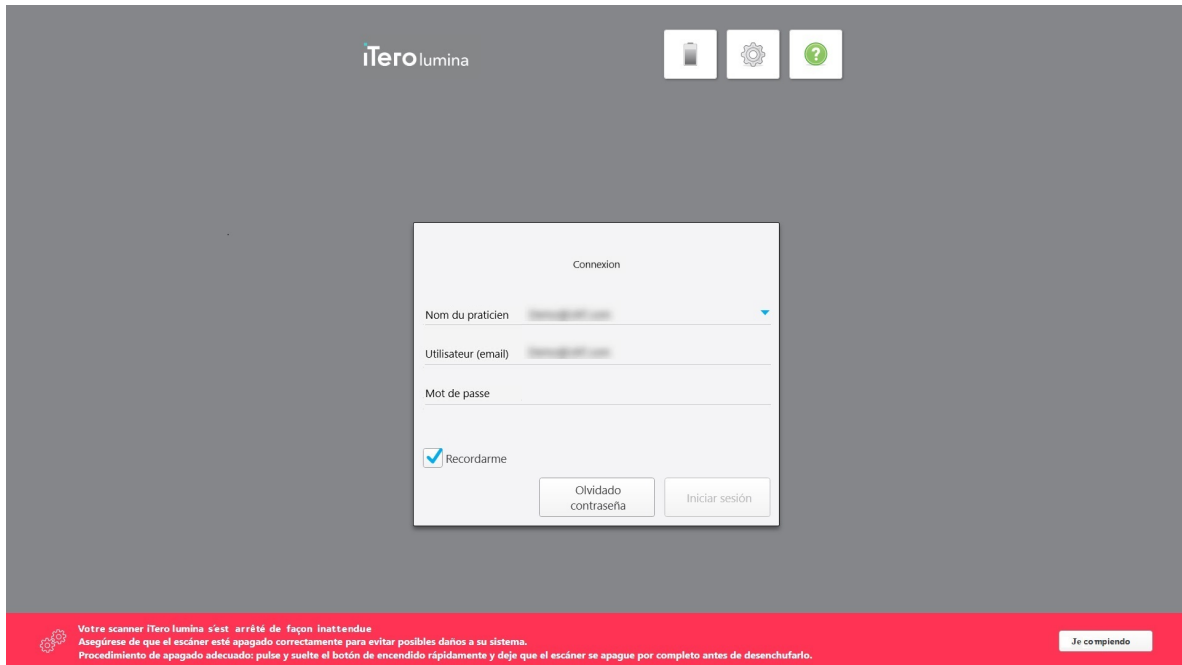 iTero lumina
?
Connexion
Nom du praticien
Utilisateur (email)
Mot de passe
Recordarme
Olvidado
contraseña
Iniciar sesión
Votre scanner iTero lumina s'est arrêté de façon inattendue
Asegúrese de que el escáner esté apagado correctamente para evitar posibles daños a su sistema.
Procedimiento de apagado adecuado: pulse y suelte el botón de encendido rápidamente y deje que el escáner se apague por completo antes de desenchufarlo.
Je compiendo